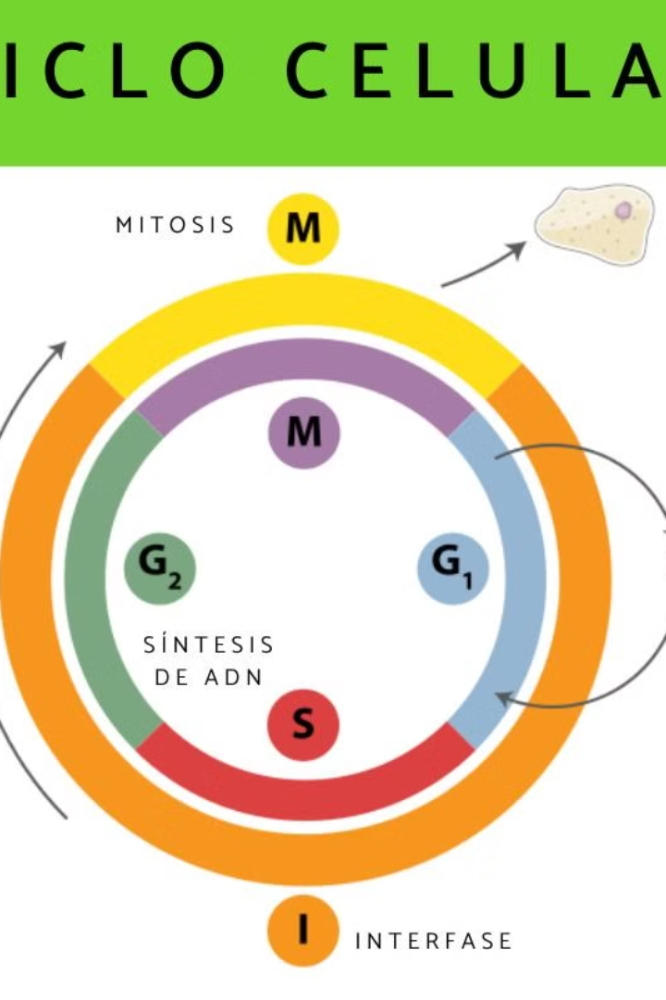 ICLO CELULA
MITOSIS
M
M
G2
G1
SÍNTESIS
DE ADN
S
I
INTERFASE